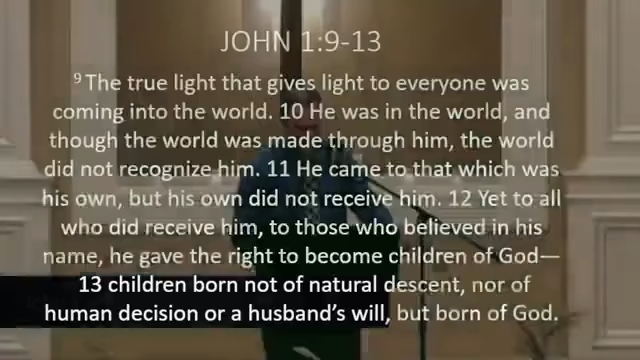 JOHN 1:9-13
9 The true light that gives light to everyone was
coming into the world. 10 He was in the world, and
though the world was made through him, the world
did not recognize him. 11 He came to that which was
his own, but his own did not receive him. 12 Yet to all
who did receive him, to those who believed in his
name, he gave the right to become children of God—
13 children born not of natural descent, nor of
human decision or a husband’s will, but born of God.